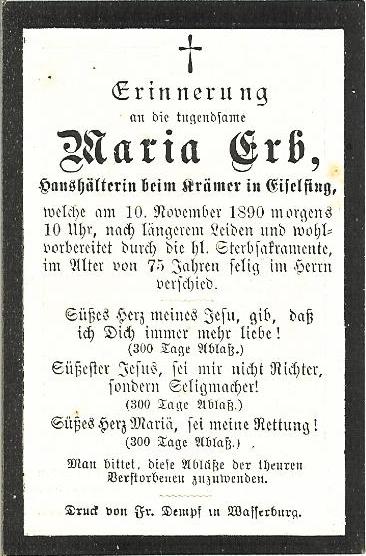 Erinnerung
an die tugendsame
Maria Erb,
Haushälterin beim Krämer in Eiselfing,
welche am 10. November 1890 morgens
10 Uhr, nach längerem Leiden und wohl-
vorbereitet durch die hl. Sterbsakramente,
im Alter von 75 Jahren selig im Herrn
verschied.
Süßes Herz meines Jesu, gib, daß
ich Dich immer mehr liebe!
(300 Tage Ablaß.)
Süßester Jesus, sei mir nicht Richter,
sondern Seligmacher!
(300 Tage Ablaß.)
Süßes Herz Mariä, sei meine Rettung!
(300 Tage Ablaß.)
Man bittet, diese Abläße der theuren
Verstorbenen zuzuwenden.
Druck von Fr. Dempf in Wasserburg.